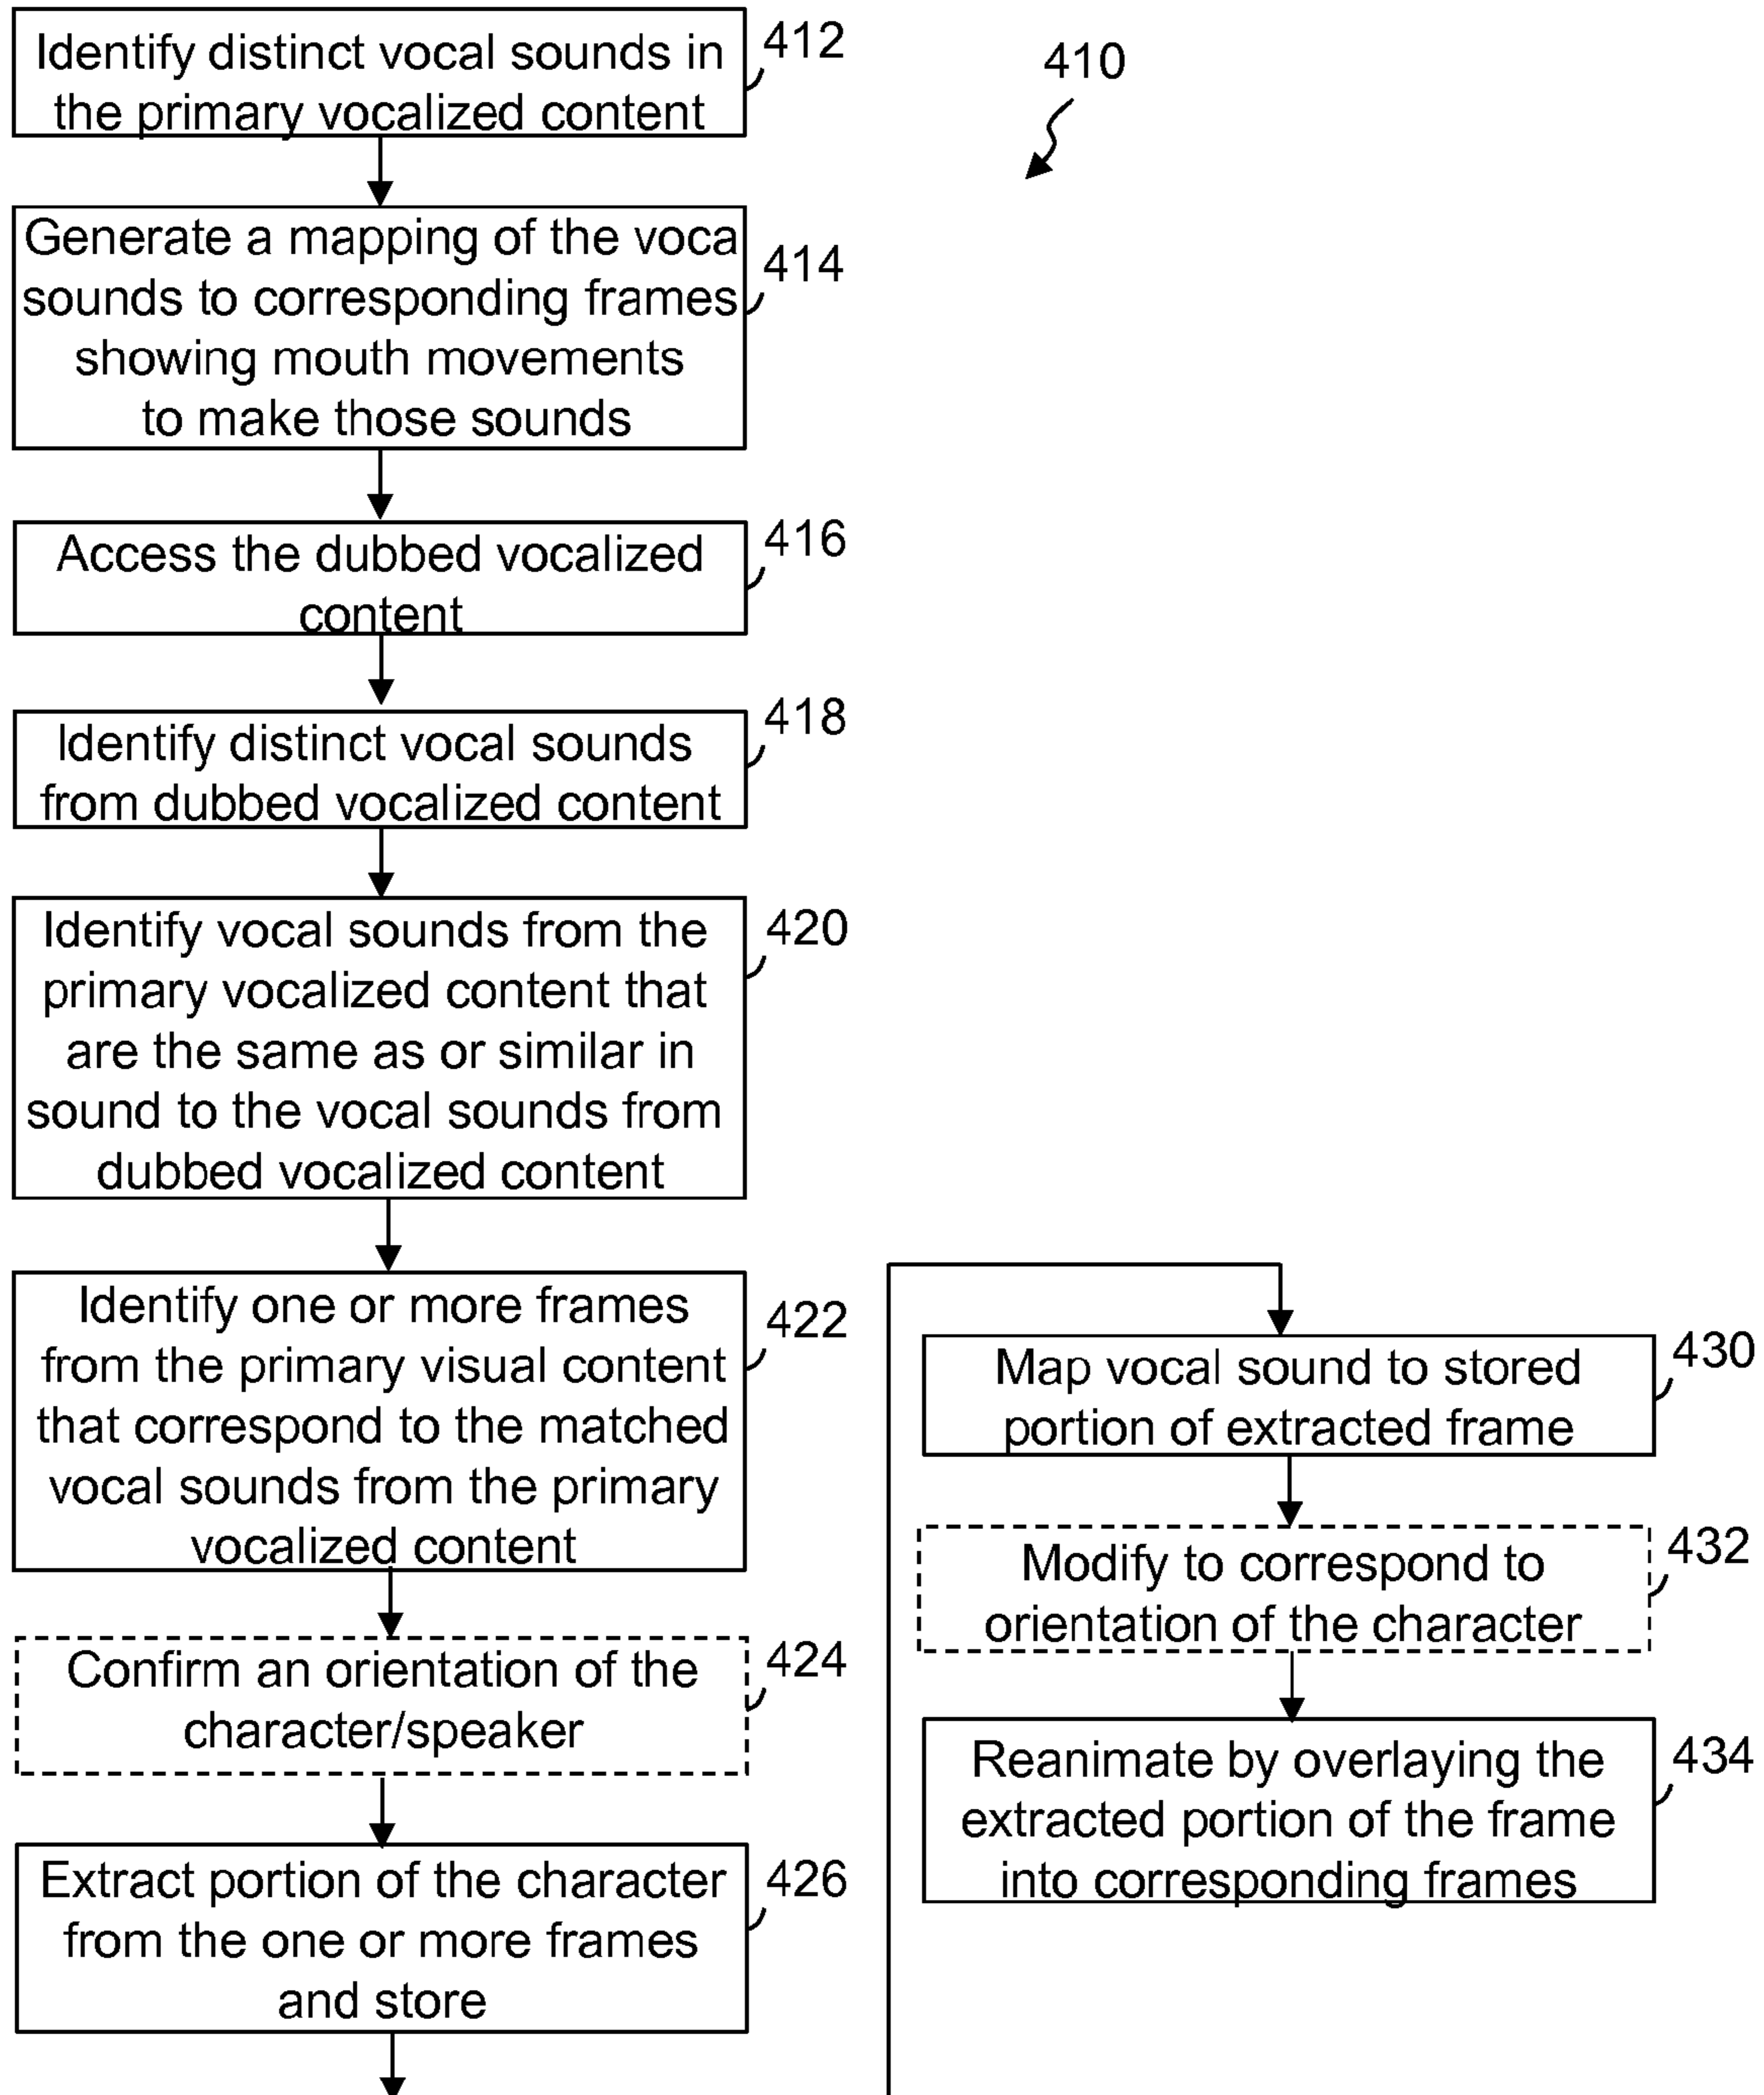 Identify distinct vocal sounds in
the primary vocalized content
412
410
Generate a mapping of the voca
sounds to corresponding frames
showing mouth movements
to make those sounds
414
Access the dubbed vocalized
content
416
Identify distinct vocal sounds
from dubbed vocalized content
418
Identify vocal sounds from the
primary vocalized content that
are the same as or similar in
sound to the vocal sounds from
dubbed vocalized content
420
Identify one or more frames
from the primary visual content
that correspond to the matched
vocal sounds from the primary
vocalized content
422
Confirm an orientation of the
character/speaker
424
Extract portion of the character
from the one or more frames
and store
426
Map vocal sound to stored
portion of extracted frame
430
Modify to correspond to
orientation of the character
432
Reanimate by overlaying the
extracted portion of the frame
into corresponding frames
434